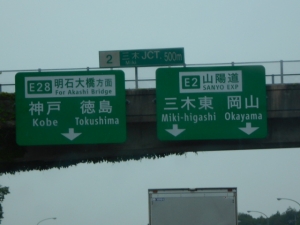 2 三木JCT 500m
E28 明石大橋方面
For Akashi Bridge
神戸 徳島
Kobe Tokushima
E2 山陽道
SANYO EXP
三木東 岡山
Miki-higashi Okayama